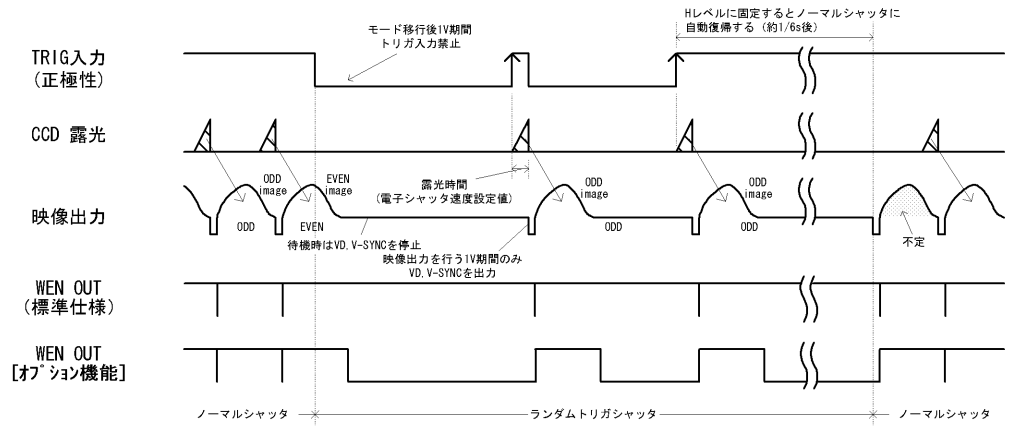 Hレベルに固定するとノーマルシャッタに
自動復帰する（約1/6s後）
モード移行後1V期間
トリガ入力禁止
TRIG入力
（正極性）
CCD 露光
露光時間
（電子シャッタ速度設定値）
映像出力
ODD
image
EVEN
image
ODD
image
ODD
image
ODD
EVEN
ODD
ODD
不定
待機時はVD,V-SYNCを停止
映像出力を行う1V期間のみ
VD,V-SYNCを出力
WEN OUT
（標準仕様）
WEN OUT
[オプション機能]
ノーマルシャッタ
ランダムトリガシャッタ
ノーマルシャッタ